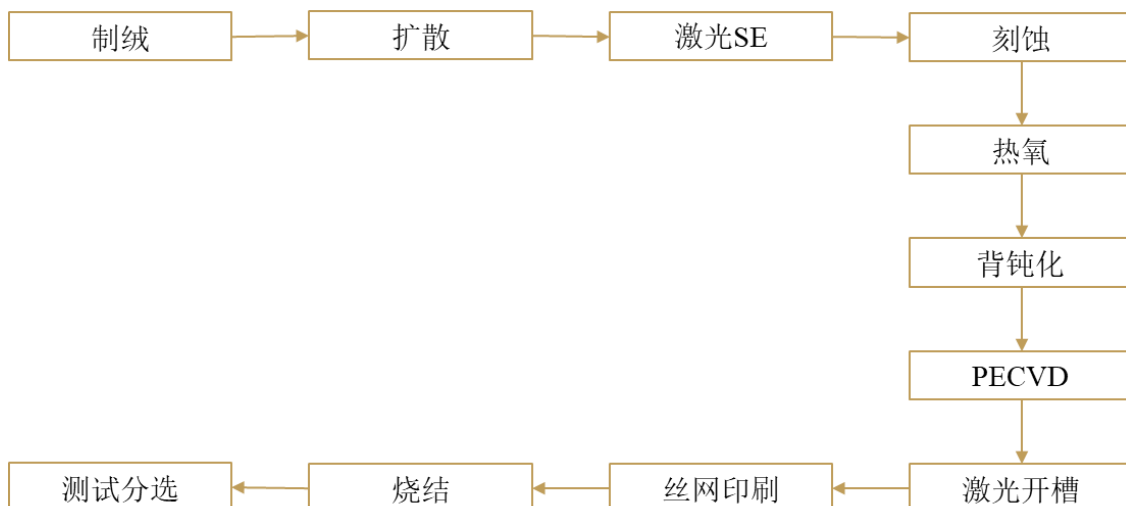 制绒
扩散
激光SE
刻蚀
热氧
背钝化
PECVD
激光开槽
丝网印刷
烧结
测试分选